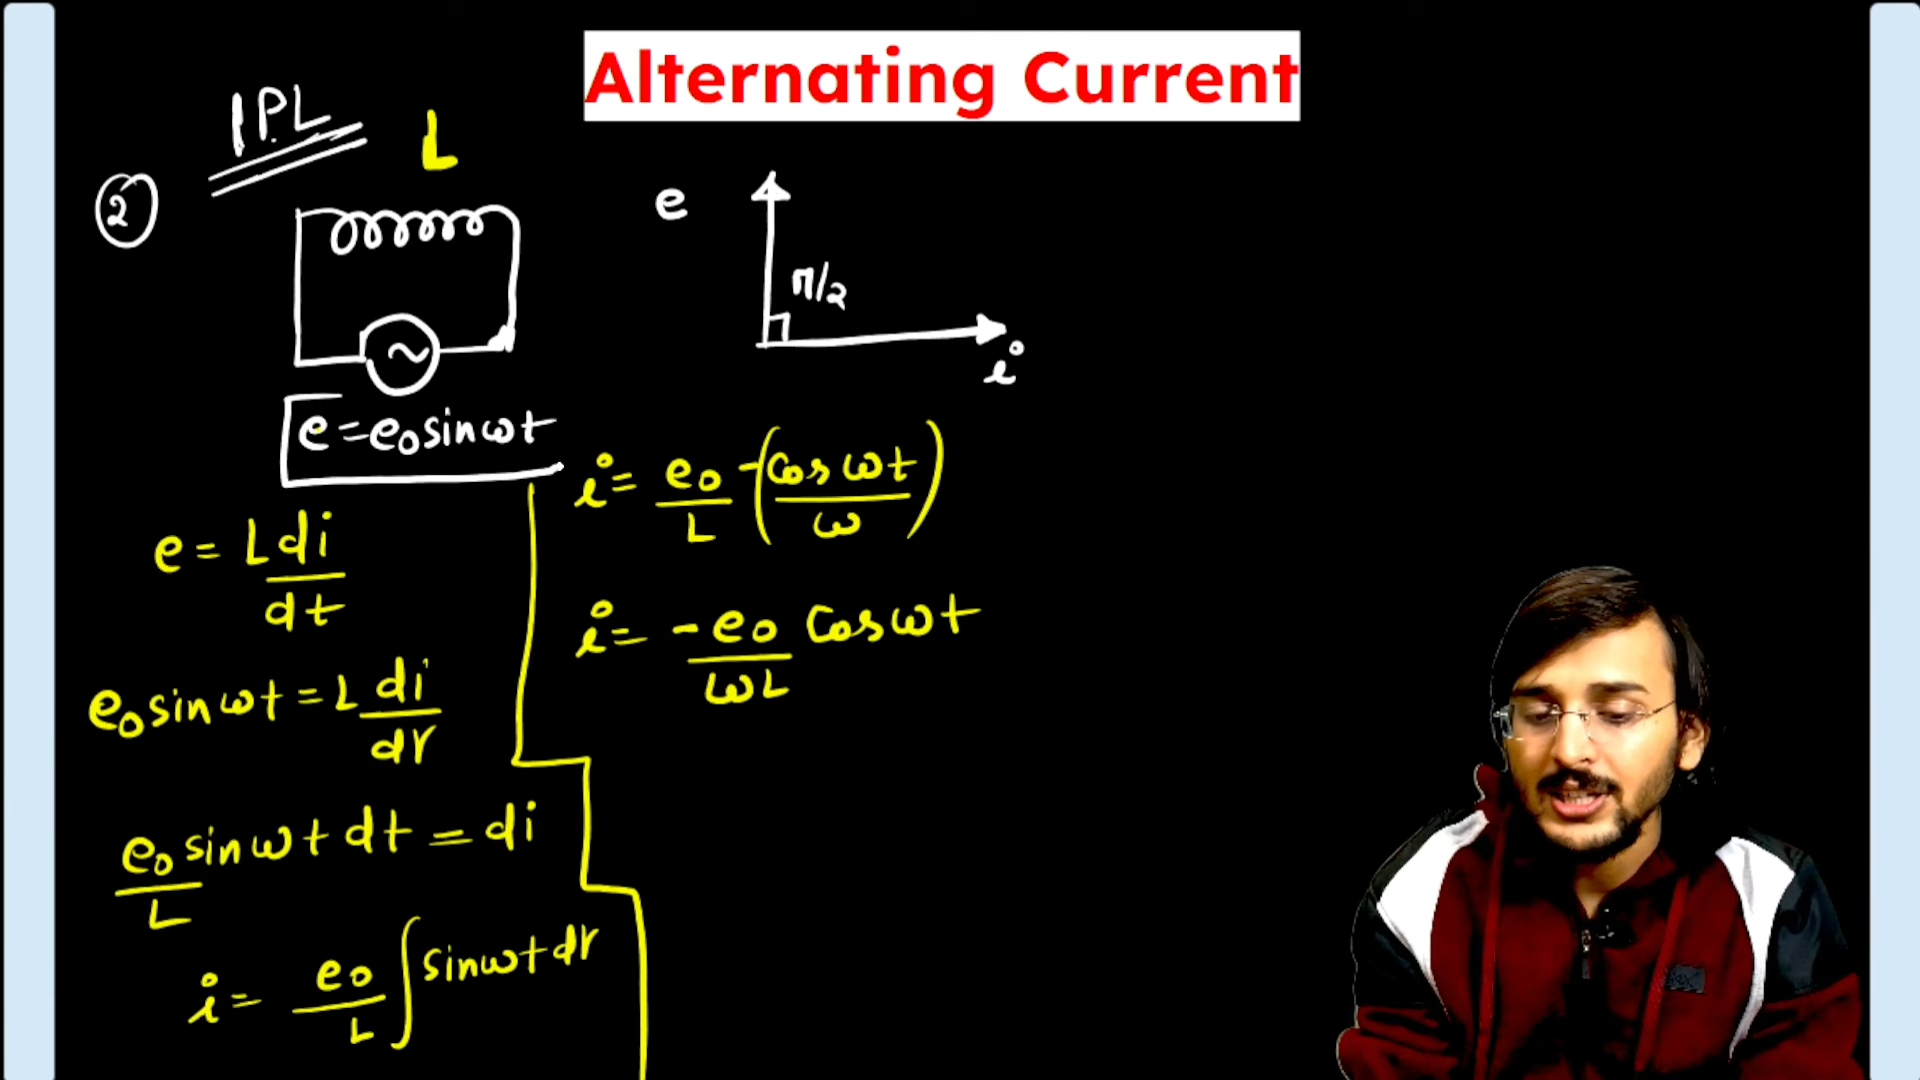 Alternating Current
IPL
L
2
e
π/2
i
e=e₀sinωt
e = L di/dt
e₀sinωt = L di/dt
e₀/L sinωt dt = di
i = e₀/L ∫sinωt dt
i = e₀/L -(cosωt/ω)
i = -e₀/ωL cosωt